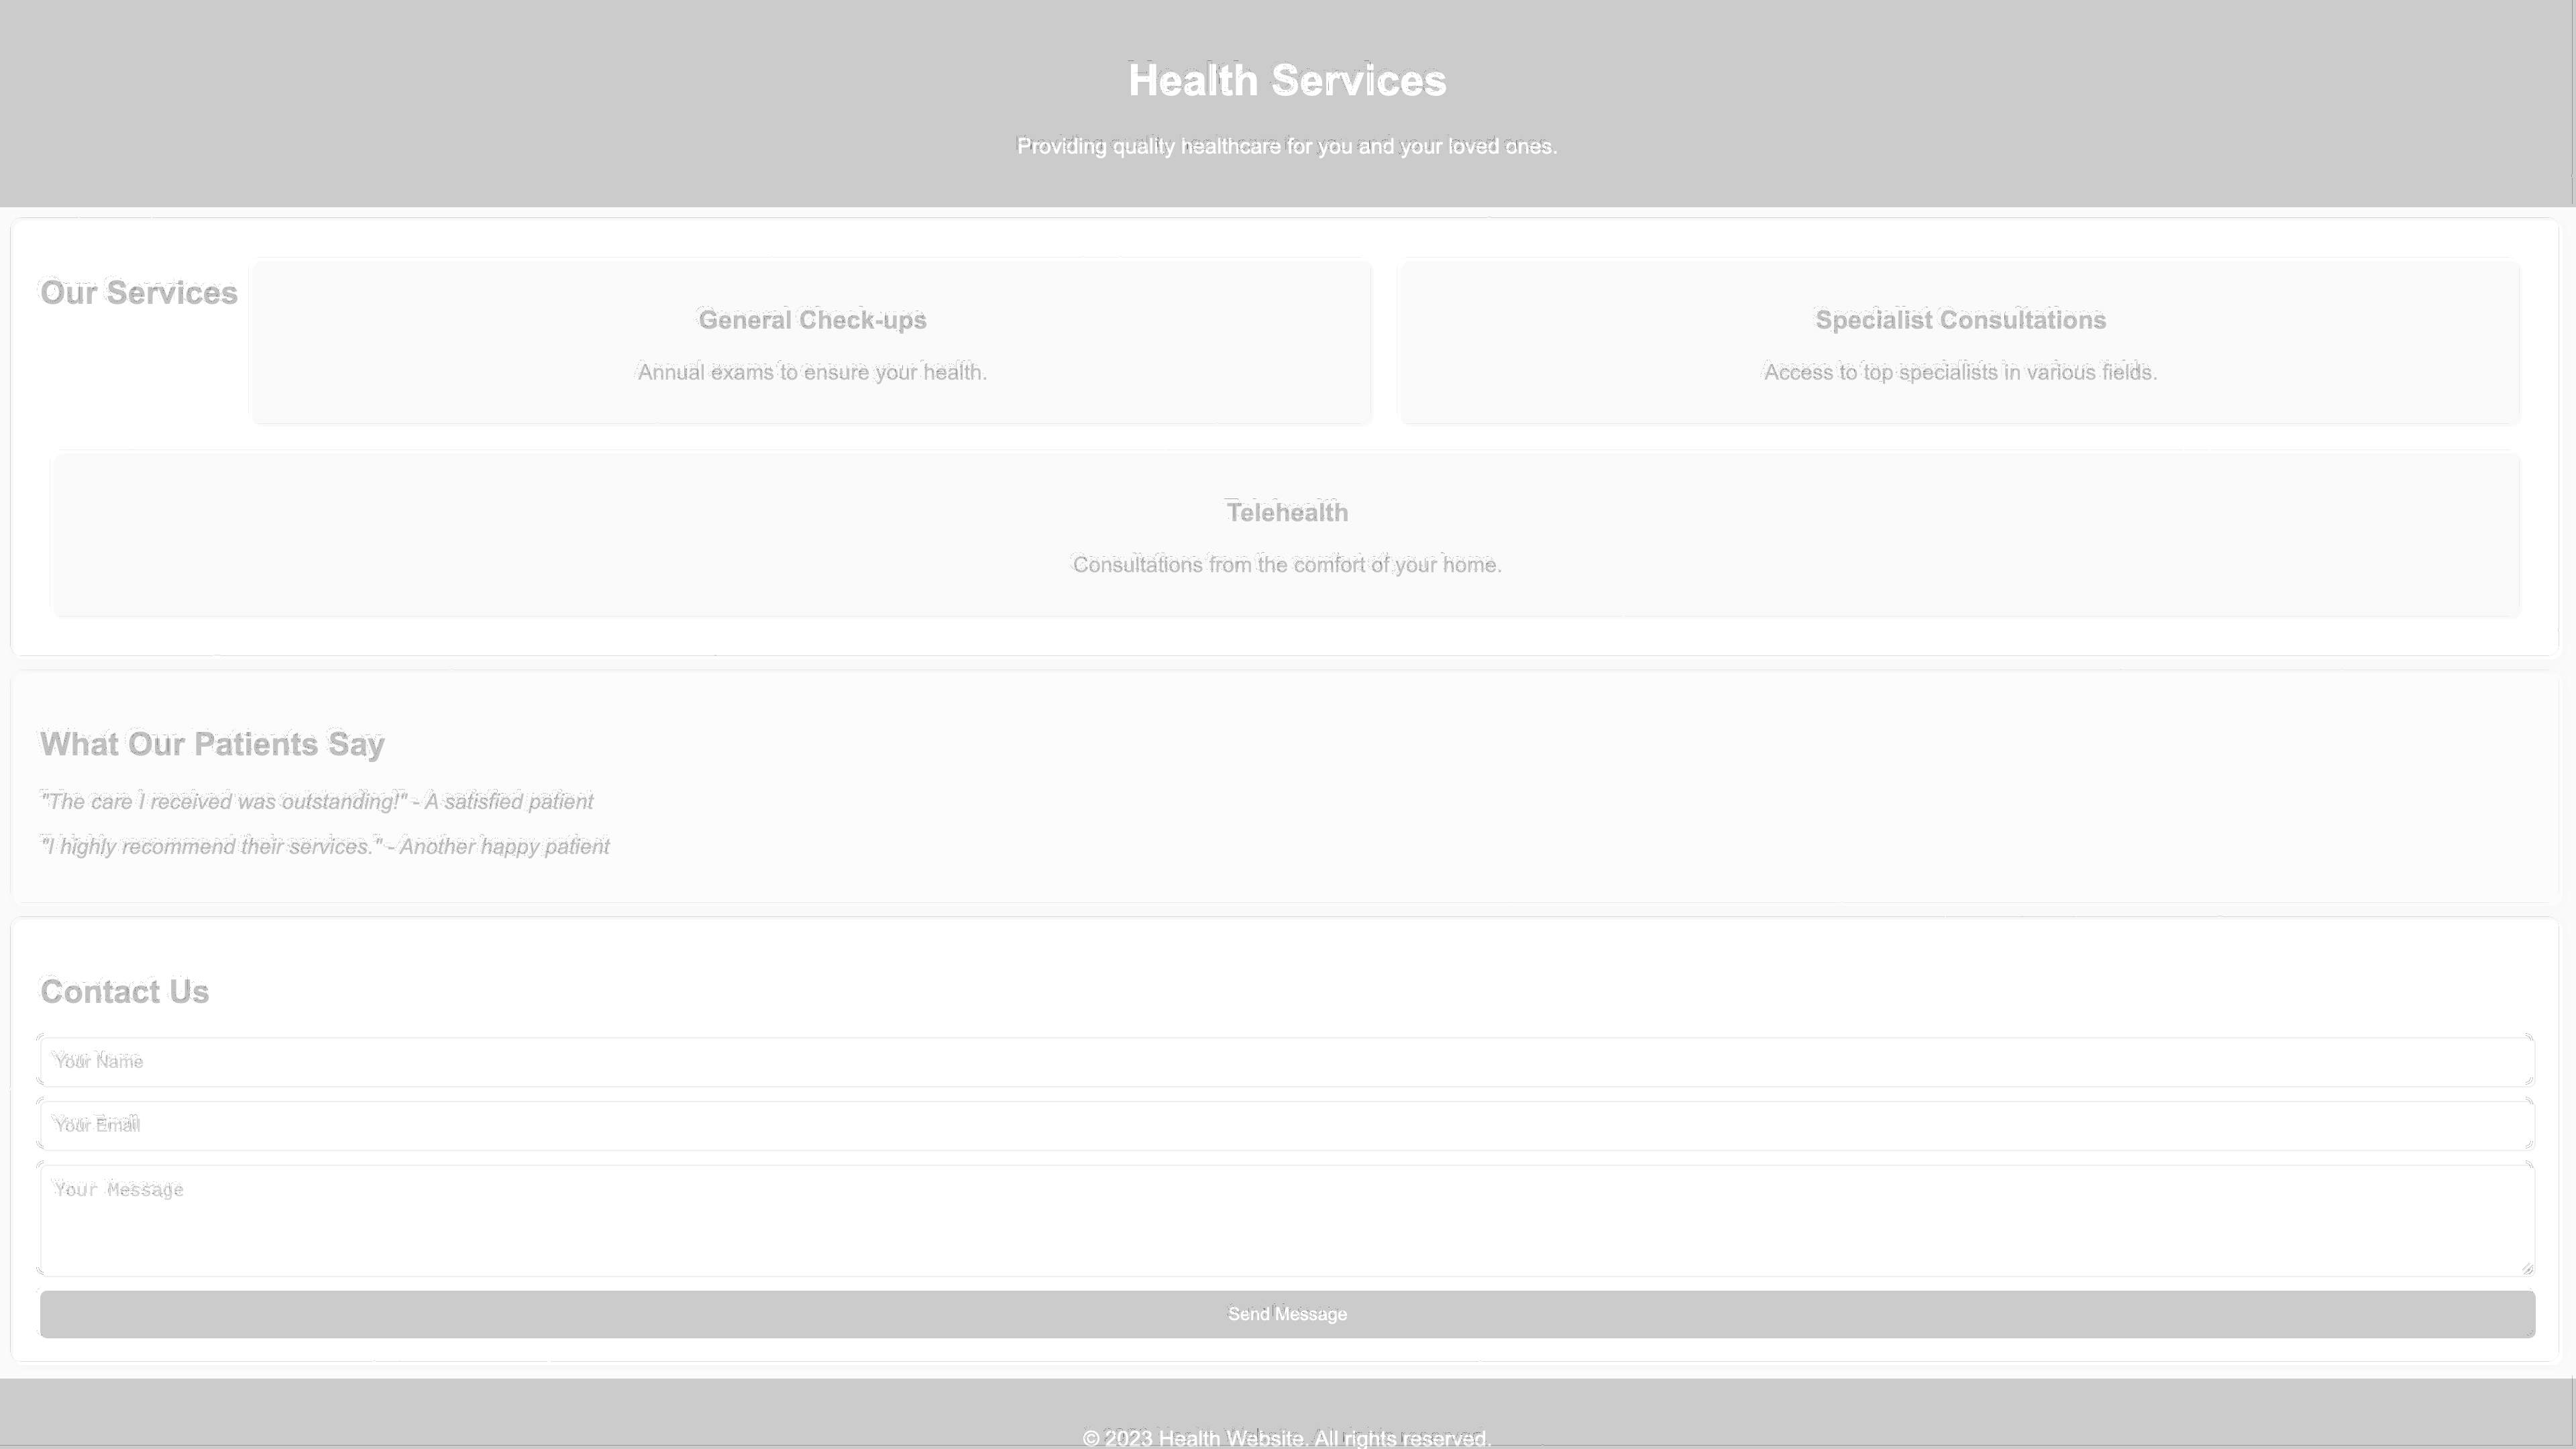 Health Services
Providing quality healthcare for you and your loved ones.
Our Services
General Check-ups
Annual exams to ensure your health.
Specialist Consultations
Access to top specialists in various fields.
Telehealth
Consultations from the comfort of your home.
What Our Patients Say
"The care I received was outstanding!" - A satisfied patient
"I highly recommend their services." - Another happy patient
Contact Us
Your Name
Your Email
Your Message
Send Message
© 2023 Health Website. All rights reserved.